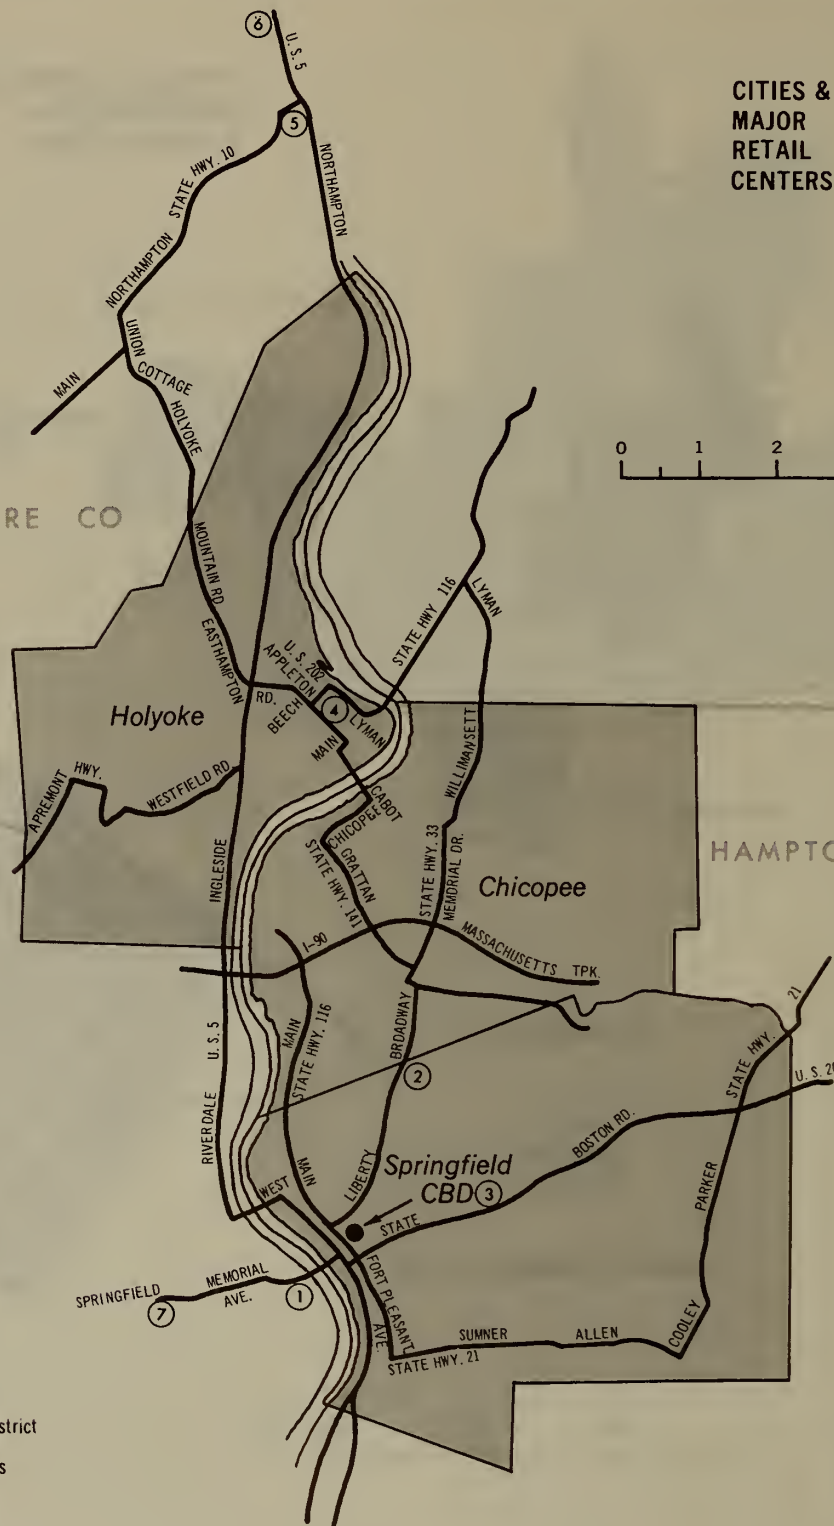 CITIES &
MAJOR
RETAIL
CENTERS
6
U.S. 5
5
STATE HWY. 10
NORTHAMPTON
NORTHAMPTON
UNION
COTTAGE
MAIN
HOLYOKE
0 1 2
RE CO
MOUNTAIN RD
EASTHAMPTON
RD.
STATE HWY 116
LYMAN
U.S. 202
APPLETON
BEECH
4
LYMAN
MAIN
Holyoke
APREMONT
HWY.
WESTFIELD RD
CABOT
CHICOPEE
GRATTAN
STATE HWY. 141
WILLIMANSETT
STATE HWY. 33
MEMORIAL DR.
HAMPTO
INGLESIDE
Chicopee
I-90
MASSACHUSETTS TPK.
MAIN
STATE HWY. 116
BROADWAY
2
21
STATE HWY.
U.S. 5
RIVERDALE
U.S. 20
BOSTON RD.
MAIN
LIBERTY
Springfield
CBD 3
PARKER
WEST
STATE
SPRINGFIELD
7
MEMORIAL
AVE.
1
FORT PLEASANT
AVE.
SUMNER
ALLEN
COOLEY
STATE HWY. 21
strict
s